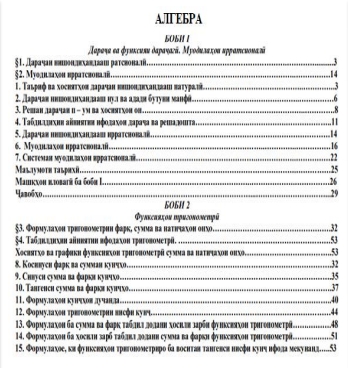 АЛГЕБРА
БОБИ 1
Дараҷа ва функсияи дараҷагӣ. Муодилаҳои ирратсионалӣ
§1. Дараҷаи нишондиҳандааш ратсионалӣ.....3
§2. Муодилаҳои ирратсионалӣ.....14
1. Таъриф ва хосиятҳои дараҷаи нишондиҳандааш натуралӣ.....3
2. Дараҷаи нишондиҳандааш нул ва адади бутуни манфӣ.....6
3. Решаи дараҷаи n – ум ва хосиятҳои он.....8
4. Табдилдиҳии айниятии ифодаҳои дараҷа ва решадошта.....11
5. Дараҷаи нишондиҳандааш ирратсионалӣ.....14
6. Муодилаҳои ирратсионалӣ.....16
7. Системаи муодилаҳои ирратсионалӣ.....22
Маълумоти таърихӣ.....25
Машқҳои иловагӣ ба боби I.....26
Ҷавобҳо.....29
БОБИ 2
Функсияҳои тригонометрӣ
§3. Формулаҳои тригонометрии фарқ, сумма ва натиҷаҳои онҳо.....32
§4. Табдилдиҳии айниятии ифодаҳои тригонометрӣ.....53
Хосиятҳо ва графики функсияҳои тригонометрӣ сумма ва натиҷаҳои онҳо.....53
8. Косинуси фарқ ва суммаи кунҷҳо.....32
9. Синуси сумма ва фарқи кунҷҳо.....35
10. Тангенси сумма ва фарқи кунҷҳо.....37
11. Формулаҳои кунҷҳои дучанда.....40
12. Формулаҳои тригонометрии нисфи кунҷ.....44
13. Формулаҳои ба сумма ва фарқ табдил додани ҳосили зарби функсияҳои тригонометрӣ.....48
14. Формулаҳои ба ҳосили зарб табдил додани сумма ва фарқи функсияҳои тригонометрӣ.....51
15. Формулаҳое, ки функсияҳои тригонометриро ба воситаи тангенси нисфи кунҷ ифода мекунанд.....53